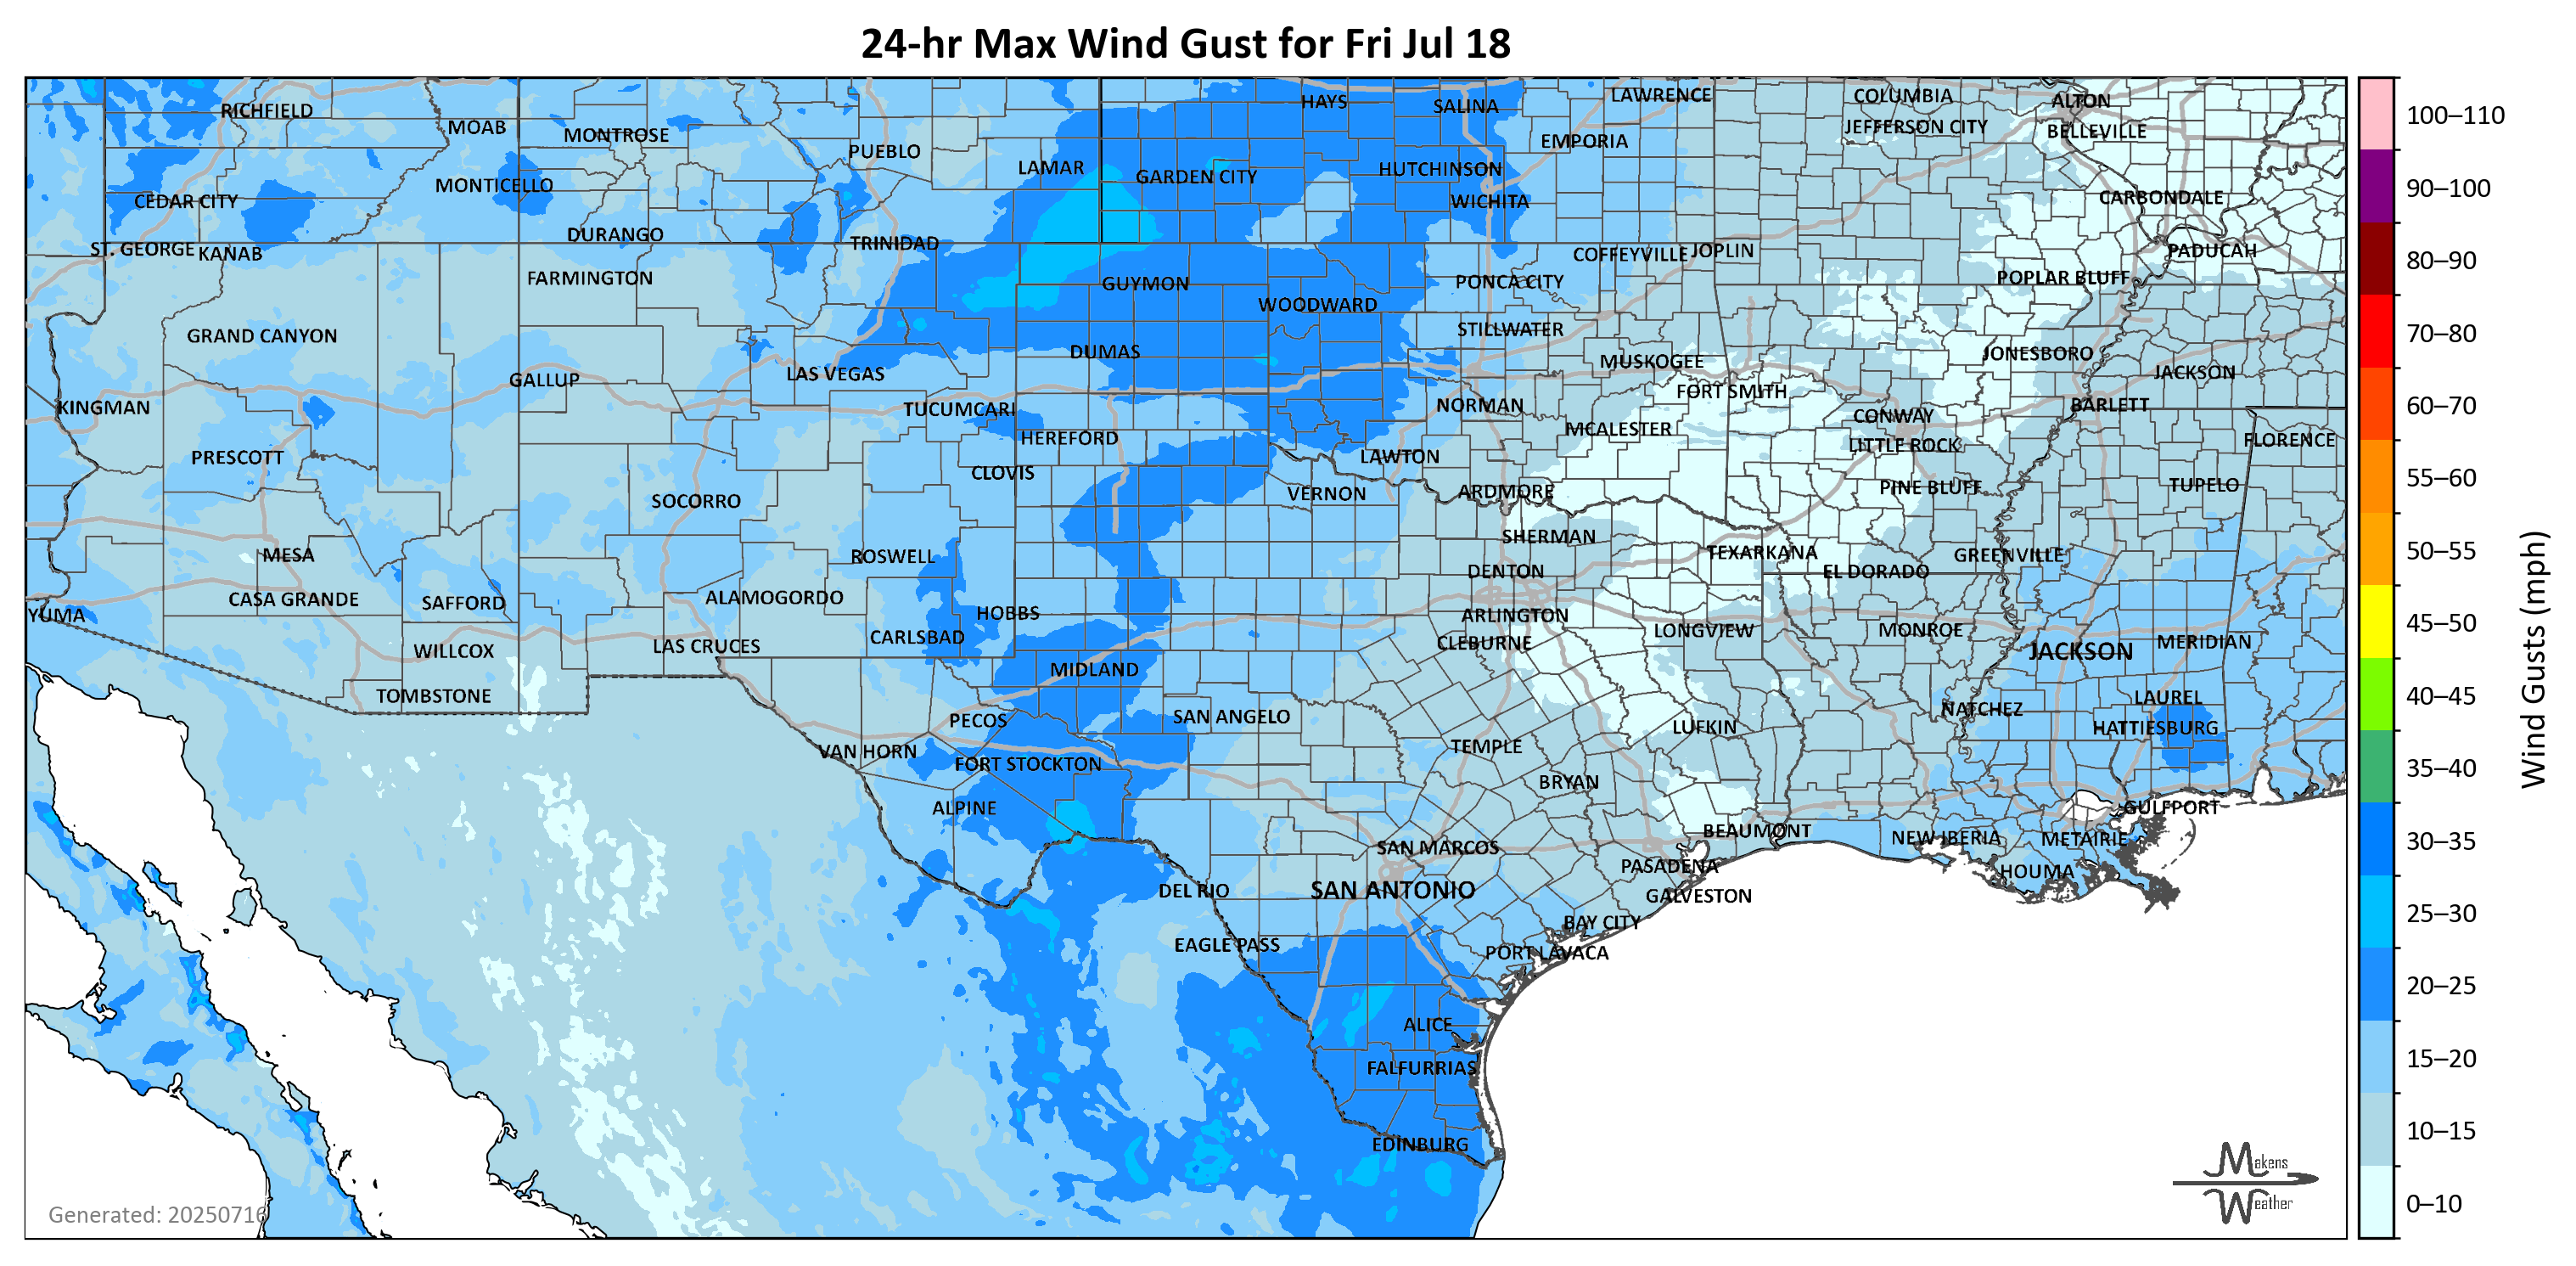 24-hr Max Wind Gust for Fri Jul 18
HAYS
SALINA
LAWRENCE
COLUMBIA
ALTON
RICHFIELD
MOAB
MONTROSE
JEFFERSON CITY
BELLEVILLE
PUEBLO
EMPORIA
LAMAR
GARDEN CITY
HUTCHINSON
MONTICELLO
CEDAR CITY
WICHITA
CARBONDALE
DURANGO
TRINIDAD
ST. GEORGE
KANAB
COFFEYVILLE
JOPLIN
PADUCAH
FARMINGTON
GUYMON
PONCA CITY
POPLAR BLUFF
WOODWARD
GRAND CANYON
STILLWATER
DUMAS
MUSKOGEE
JONESBORO
GALLUP
LAS VEGAS
JACKSON
FORT SMITH
KINGMAN
TUCUMCARI
NORMAN
CONWAY
BARLETT
HEREFORD
MCALESTER
LITTLE ROCK
FLORENCE
PRESCOTT
CLOVIS
LAWTON
SOCORRO
VERNON
ARDMORE
PINE BLUFF
TUPELO
SHERMAN
MESA
ROSWELL
TEXARKANA
GREENVILLE
DENTON
EL DORADO
CASA GRANDE
SAFFORD
ALAMOGORDO
YUMA
HOBBS
ARLINGTON
CARLSBAD
CLEBURNE
LONGVIEW
MONROE
WILLCOX
LAS CRUCES
JACKSON
MERIDIAN
MIDLAND
TOMBSTONE
LAUREL
PECOS
SAN ANGELO
NATCHEZ
LUFKIN
HATTIESBURG
VAN HORN
TEMPLE
FORT STOCKTON
BRYAN
ALPINE
GULFPORT
BEAUMONT
NEW IBERIA
METAIRIE
SAN MARCOS
PASADENA
HOUMA
DEL RIO
SAN ANTONIO
GALVESTON
BAY CITY
EAGLE PASS
PORT LAVACA
ALICE
FALFURRIAS
EDINBURG
Generated: 20250716
Makens
Weather
100–110
90–100
80–90
70–80
60–70
55–60
50–55
45–50
40–45
35–40
30–35
25–30
20–25
15–20
10–15
0–10
Wind Gusts (mph)